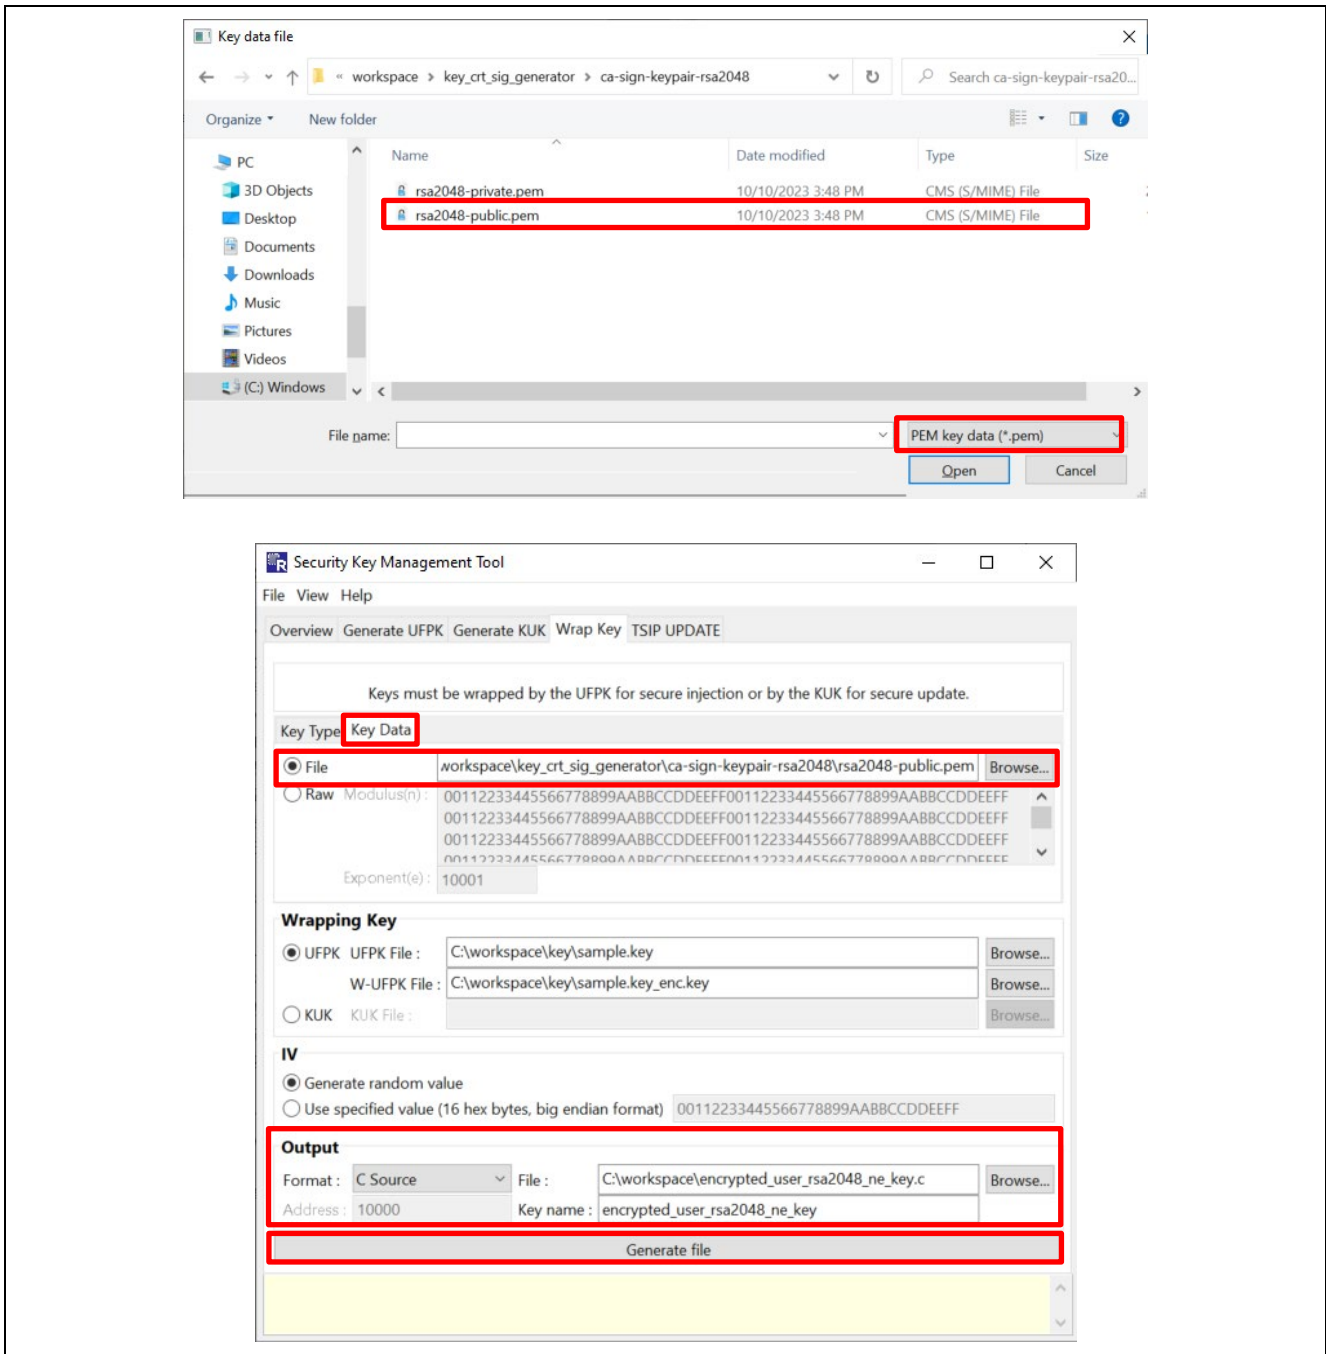 Key data file
« workspace > key_crt_sig_generator > ca-sign-keypair-rsa2048
Search ca-sign-keypair-rsa20...
Organize
New folder
Name Date modified Type Size
PC
3D Objects
Desktop
Documents
Downloads
Music
Pictures
Videos
(C:) Windows
rsa2048-private.pem 10/10/2023 3:48 PM CMS (S/MIME) File
rsa2048-public.pem 10/10/2023 3:48 PM CMS (S/MIME) File
File name:
PEM key data (*.pem)
Open Cancel
Security Key Management Tool
File View Help
Overview Generate UFPK Generate KUK Wrap Key TSIP UPDATE
Keys must be wrapped by the UFPK for secure injection or by the KUK for secure update.
Key Type Key Data
File workspace\key_crt_sig_generator\ca-sign-keypair-rsa2048\rsa2048-public.pem Browse...
Raw Modulus(n) : 00112233445566778899AABBCCDDEEFF00112233445566778899AABBCCDDEEFF
00112233445566778899AABBCCDDEEFF00112233445566778899AABBCCDDEEFF
00112233445566778899AABBCCDDEEFF00112233445566778899AABBCCDDEEFF
00112233445566778899AABBCCDDEEFF00112233445566778899AABBCCDDEEFF
Exponent(e) : 10001
Wrapping Key
UFPK UFPK File : C:\workspace\key\sample.key Browse...
W-UFPK File : C:\workspace\key\sample.key_enc.key Browse...
KUK KUK File : Browse...
IV
Generate random value
Use specified value (16 hex bytes, big endian format) 00112233445566778899AABBCCDDEEFF
Output
Format : C Source File : C:\workspace\encrypted_user_rsa2048_ne_key.c Browse...
Address : 10000 Key name : encrypted_user_rsa2048_ne_key
Generate file